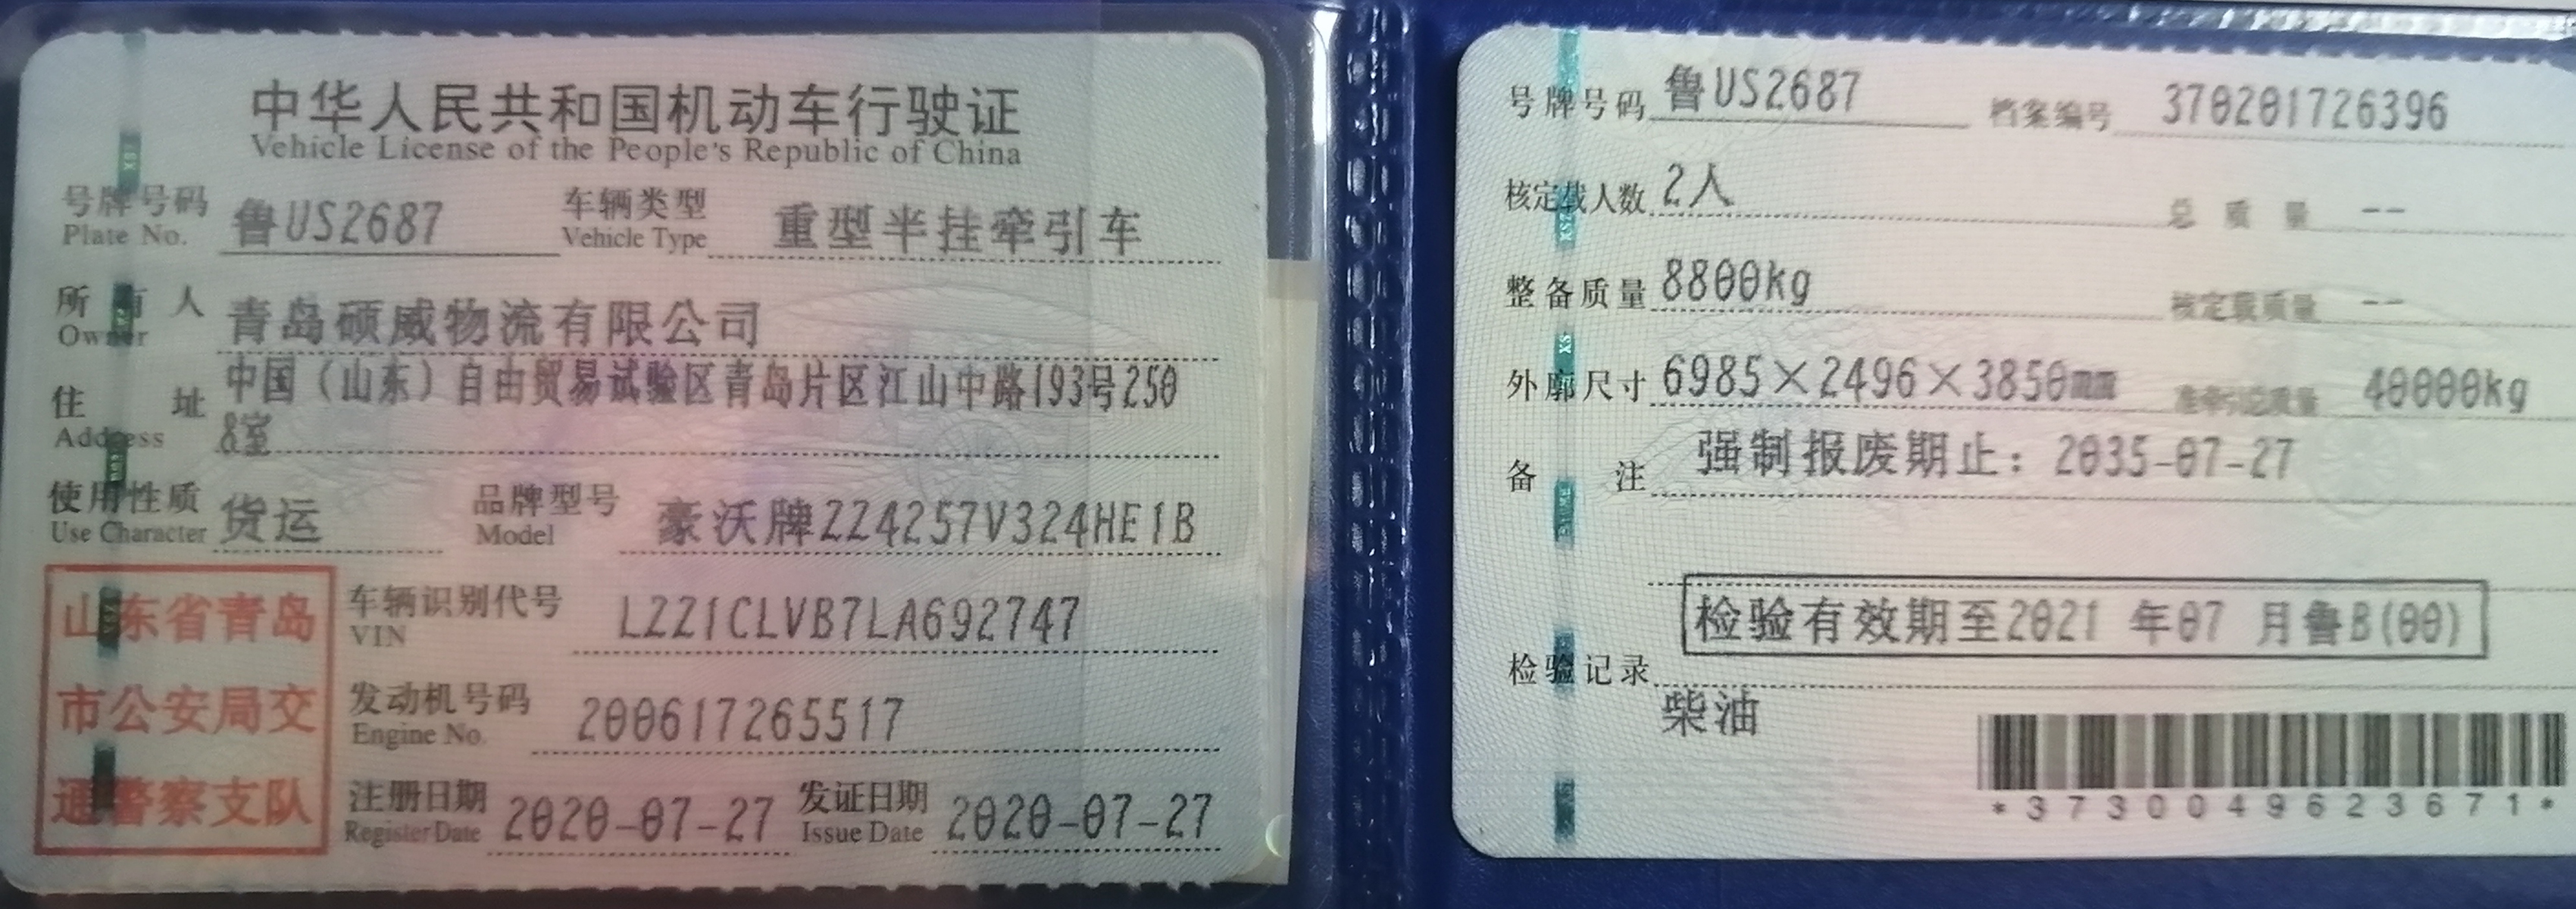 中华人民共和国机动车行驶证
Vehicle License of the People's Republic of China
号牌号码 鲁US2687 车辆类型 重型半挂牵引车
Plate No. Vehicle Type
所有人 青岛硕威物流有限公司
Owner
住址 中国（山东）自由贸易试验区青岛片区江山中路193号250
Address 8室
使用性质 货运 品牌型号 豪沃牌ZZ4257V324HE1B
Use Character Model
山东省青岛
市公安局交
通警察支队
车辆识别代号 LZZ1CLVB7LA692747
VIN
发动机号码 200617265517
Engine No.
注册日期 2020-07-27 发证日期 2020-07-27
Register Date Issue Date
号牌号码 鲁US2687 档案编号 370201726396
核定载人数 2人 总质量 --
整备质量 8800kg 核定载质量 --
外廓尺寸 6985×2496×3850mm 准牵引总质量 40000kg
备注 强制报废期止：2035-07-27
检验有效期至2021 年07 月鲁B(00)
检验记录
柴油
*3730049623671*